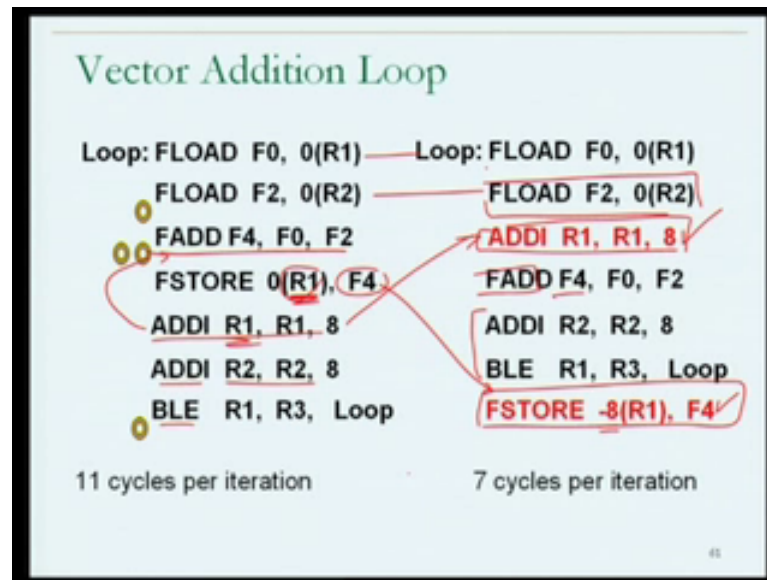 Vector Addition Loop
Loop: FLOAD F0, 0(R1)
FLOAD F2, 0(R2)
FADD F4, F0, F2
FSTORE 0(R1), F4
ADDI R1, R1, 8
ADDI R2, R2, 8
BLE R1, R3, Loop
11 cycles per iteration
Loop: FLOAD F0, 0(R1)
FLOAD F2, 0(R2)
ADDI R1, R1, 8
FADD F4, F0, F2
ADDI R2, R2, 8
BLE R1, R3, Loop
FSTORE -8(R1), F4
7 cycles per iteration